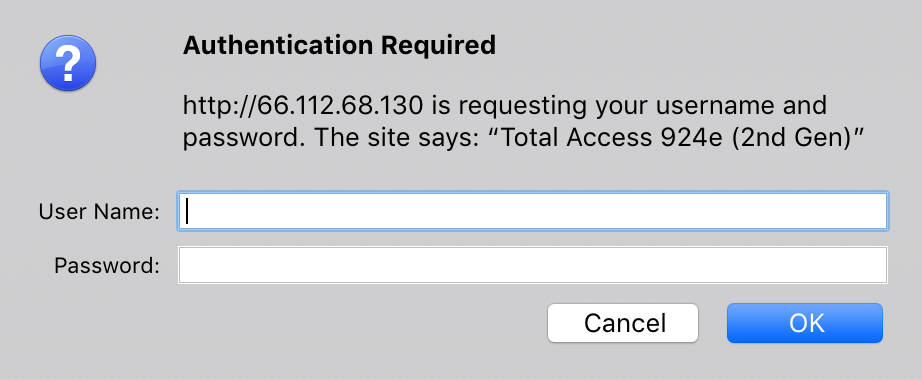 ?
Authentication Required
http://66.112.68.130 is requesting your username and
password. The site says: “Total Access 924e (2nd Gen)”
User Name:
Password:
Cancel OK